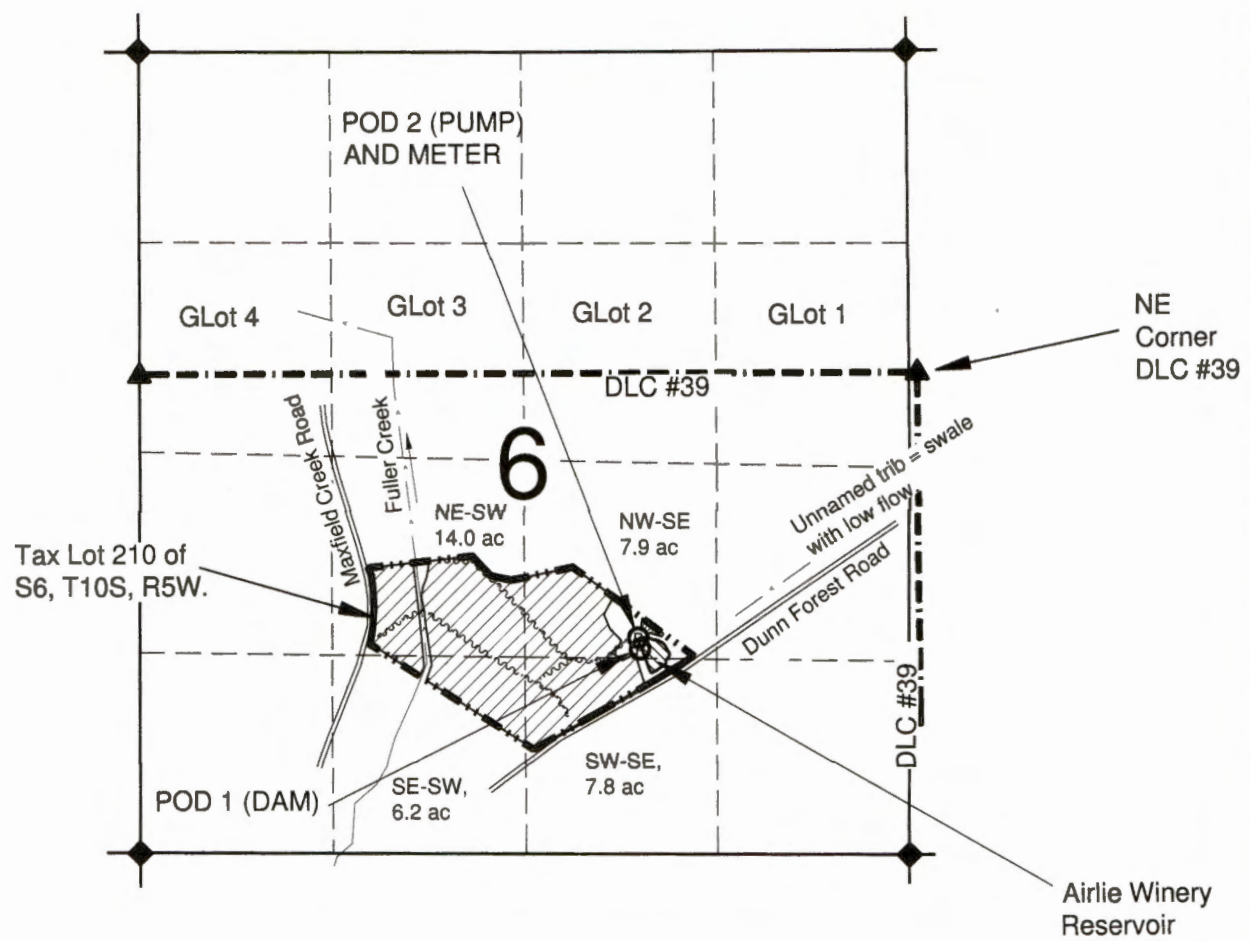 POD 2 (PUMP)
AND METER
GLot 4
GLot 3
GLot 2
GLot 1
NE
Corner
DLC #39
DLC #39
Maxfield Creek Road
Fuller Creek
6
Unnamed trib = swale
with low flow
NE-SW
14.0 ac
NW-SE
7.9 ac
Tax Lot 210 of
S6, T10S, R5W.
Dunn Forest Road
DLC #39
SW-SE,
7.8 ac
SE-SW,
6.2 ac
POD 1 (DAM)
Airlie Winery
Reservoir